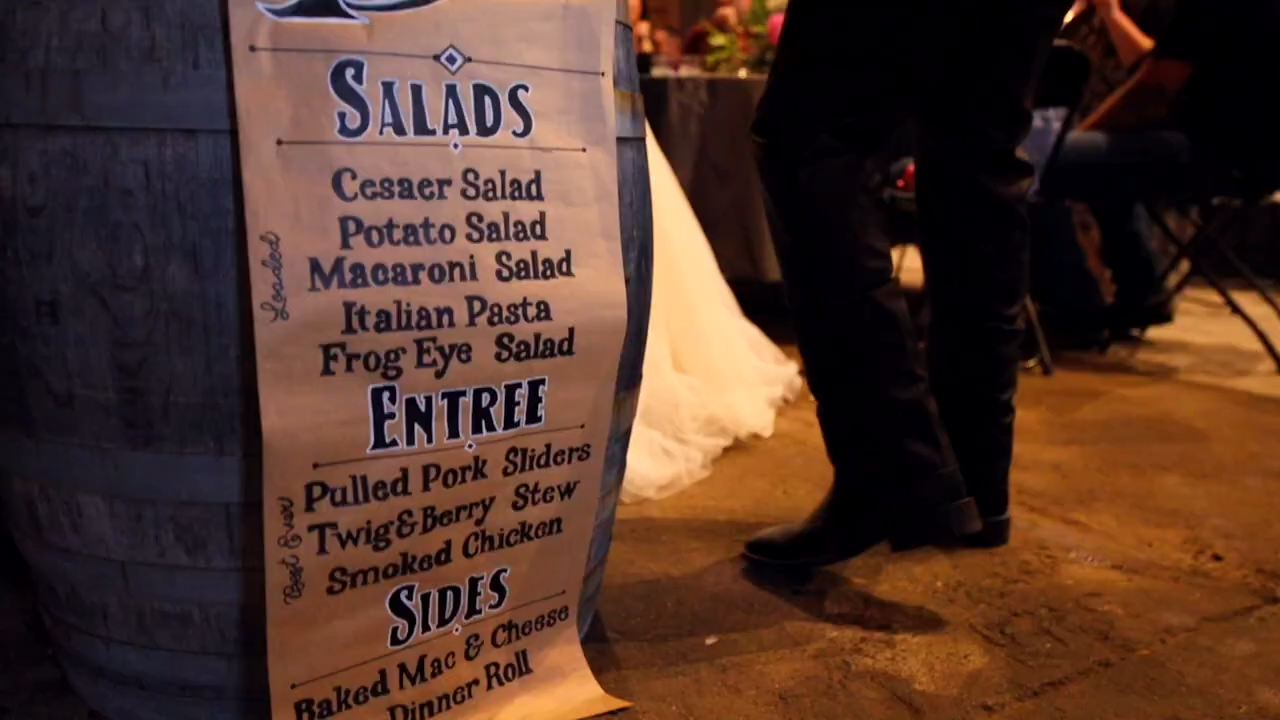 SALADS
Cesaer Salad
Potato Salad
Loaded
Macaroni Salad
Italian Pasta
Frog Eye Salad
ENTREE
Pulled Pork Sliders
Best Ever
Twig&Berry Stew
Smoked Chicken
SIDES
Baked Mac & Cheese
Dinner Roll